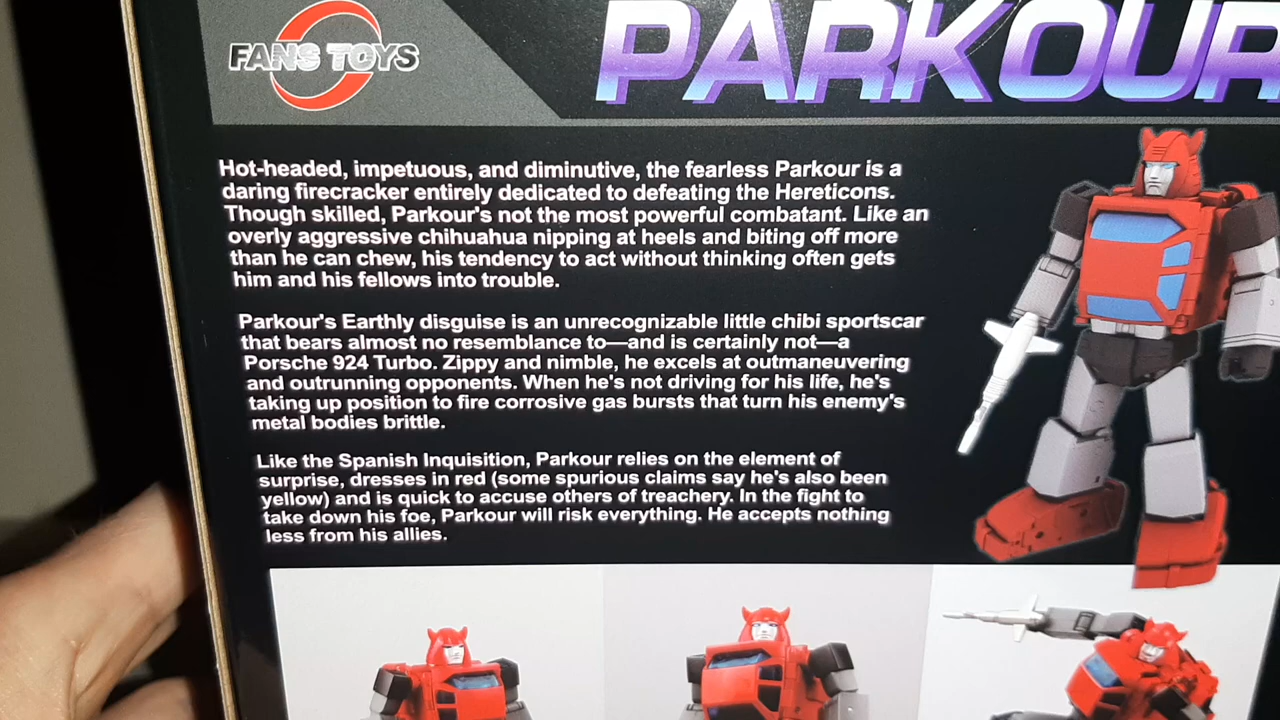 FANS TOYS
PARKOUR
Hot-headed, impetuous, and diminutive, the fearless Parkour is a
daring firecracker entirely dedicated to defeating the Hereticons.
Though skilled, Parkour's not the most powerful combatant. Like an
overly aggressive chihuahua nipping at heels and biting off more
than he can chew, his tendency to act without thinking often gets
him and his fellows into trouble.
Parkour's Earthly disguise is an unrecognizable little chibi sportscar
that bears almost no resemblance to—and is certainly not—a
Porsche 924 Turbo. Zippy and nimble, he excels at outmaneuvering
and outrunning opponents. When he's not driving for his life, he's
taking up position to fire corrosive gas bursts that turn his enemy's
metal bodies brittle.
Like the Spanish Inquisition, Parkour relies on the element of
surprise, dresses in red (some spurious claims say he's also been
yellow) and is quick to accuse others of treachery. In the fight to
take down his foe, Parkour will risk everything. He accepts nothing
less from his allies.